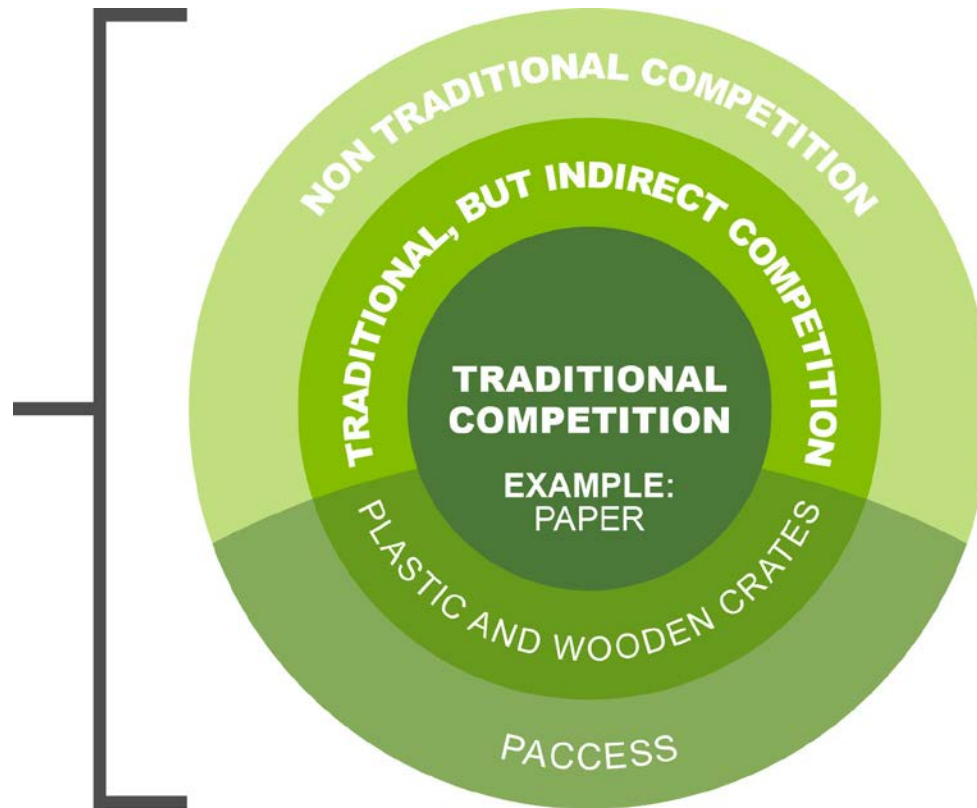 NON TRADITIONAL COMPETITION
TRADITIONAL, BUT INDIRECT COMPETITION
TRADITIONAL
COMPETITION
EXAMPLE:
PAPER
PLASTIC AND WOODEN CRATES
PACCESS